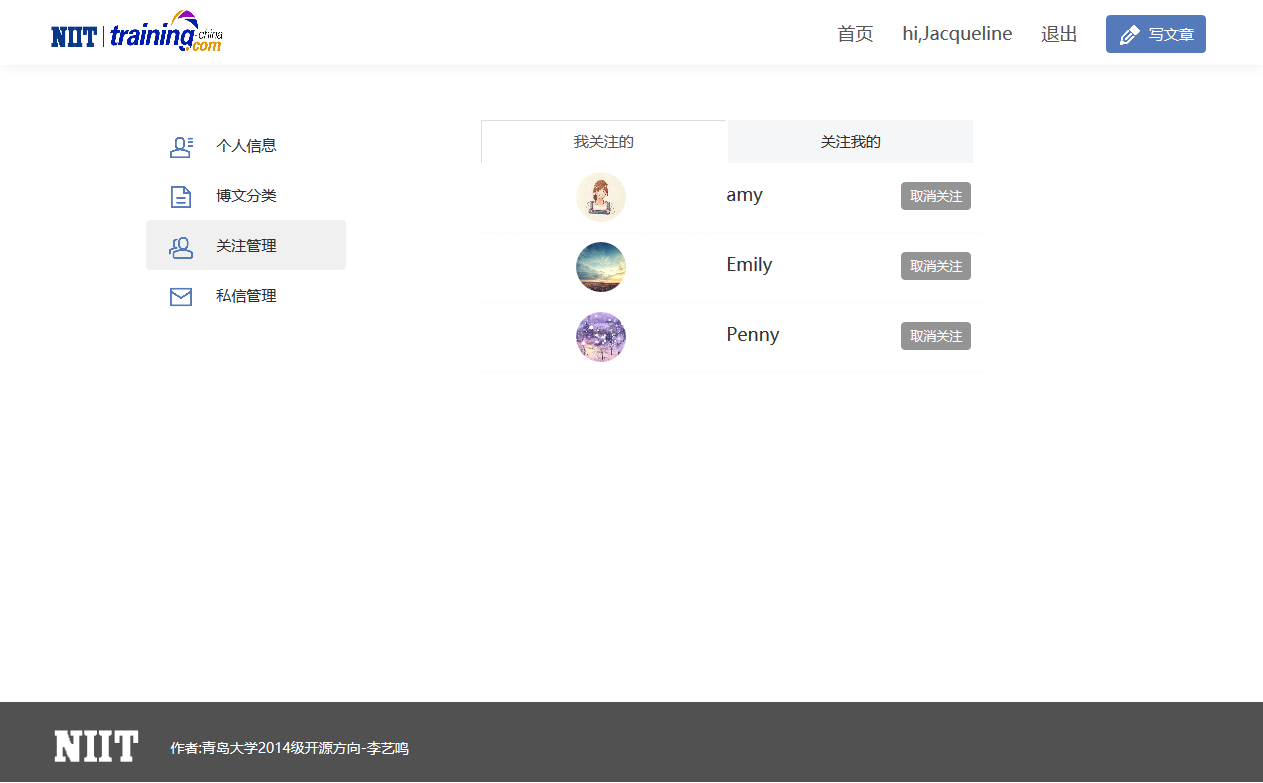 NIIT training-china.com
首页 hi,Jacqueline 退出 写文章
个人信息
博文分类
关注管理
私信管理
我关注的 关注我的
amy 取消关注
Emily 取消关注
Penny 取消关注
NIIT 作者:青岛大学2014级开源方向-李艺鸣